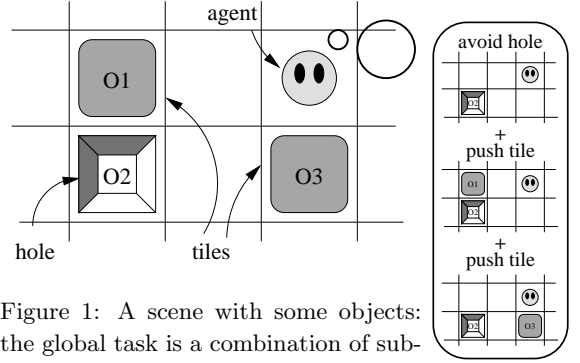 agent
O1
O2
O3
hole
tiles
avoid hole
O2
+
push tile
O1
O2
+
push tile
O2
O3
Figure 1: A scene with some objects:
the global task is a combination of sub-